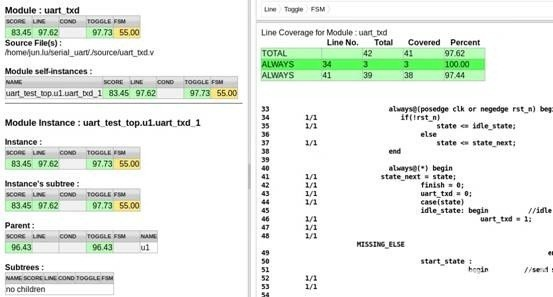 Module : uart_txd
SCORE LINE COND TOGGLE FSM
83.45 97.62 97.73 55.00
Source File(s) :
/home/jun.lu/serial_uart/./source/uart_txd.v
Module self-instances :
NAME SCORE LINE COND TOGGLE FSM
uart_test_top.u1.uart_txd_1 83.45 97.62 97.73 55.00
Module Instance : uart_test_top.u1.uart_txd_1
Instance :
SCORE LINE COND TOGGLE FSM
83.45 97.62 97.73 55.00
Instance's subtree :
SCORE LINE COND TOGGLE FSM
83.45 97.62 97.73 55.00
Parent :
SCORE LINE COND TOGGLE FSM NAME
96.43 96.43 u1
Subtrees :
NAME SCORE LINE COND TOGGLE FSM
no children
Line Toggle FSM
Line Coverage for Module : uart_txd
Line No. Total Covered Percent
TOTAL 42 41 97.62
ALWAYS 34 3 3 100.00
ALWAYS 41 39 38 97.44
33 always@(posedge clk or negedge rst_n) begi
34 1/1 if(!rst_n)
35 1/1 state <= idle_state;
36 else
37 1/1 state <= state_next;
38 end
39
40 always@(*) begin
41 1/1 state_next = state;
42 1/1 finish = 0;
43 1/1 uart_txd = 0;
44 1/1 case(state)
45 idle_state: begin //idle
46 1/1 uart_txd = 1;
47 1/1
48 1/1
MISSING_ELSE
49 en
50 start_state :
51 begin //send
52 1/1
53 1/1
54